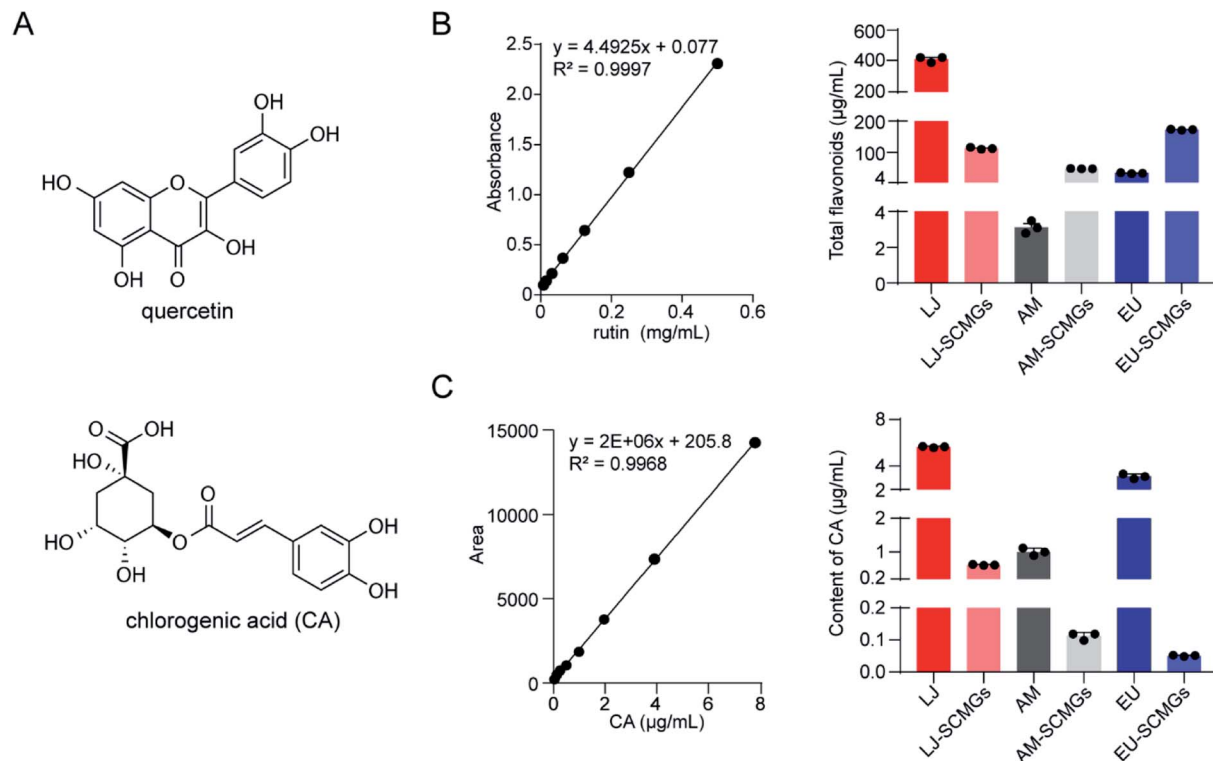 A
OH
OH
HO
O
OH
OH
O
quercetin
O
OH
HO
O
HO
O
OH
OH
OH
chlorogenic acid (CA)
B
y = 4.4925x + 0.077
R² = 0.9997
2.5
2.0
1.5
1.0
0.5
0
Absorbance
0
0.2
0.4
0.6
rutin (mg/mL)
Total flavonoids (µg/mL)
400
200
200
100
4
4
2
0
LJ
LJ-SCMGs
AM
AM-SCMGs
EU
EU-SCMGs
C
y = 2E+06x + 205.8
R² = 0.9968
15000
10000
5000
0
Area
0
2
4
6
8
CA (µg/mL)
Content of CA (µg/mL)
8
6
4
2
2
1
0.2
0.2
0.1
0.0
LJ
LJ-SCMGs
AM
AM-SCMGs
EU
EU-SCMGs